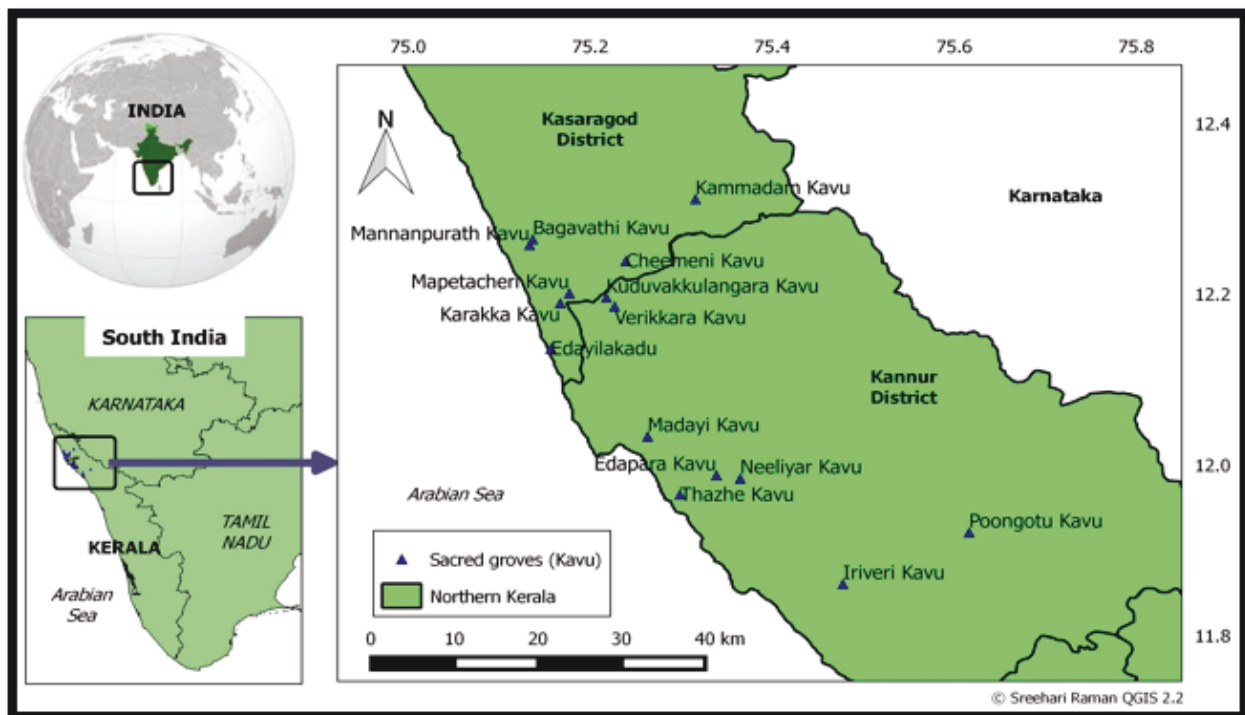 INDIA
South India
KARNATAKA
TAMIL
NADU
KERALA
Arabian
Sea
75.0
75.2
75.4
75.6
75.8
N
Kasaragod
District
Kammadam Kavu
Karnataka
Bagavathi Kavu
Mannanpurath Kavu
Cheemeni Kavu
Mapetacheri Kavu
Kuduvakkulangara Kavu
Karakka Kavu
Verikkara Kavu
Edayilakadu
Kannur
District
Madayi Kavu
Edapara Kavu
Neeliyar Kavu
Thazhe Kavu
Arabian Sea
Poongotu Kavu
Iriveri Kavu
12.4
12.2
12.0
11.8
Sacred groves (Kavu)
Northern Kerala
0
10
20
30
40 km
© Sreehari Raman QGIS 2.2